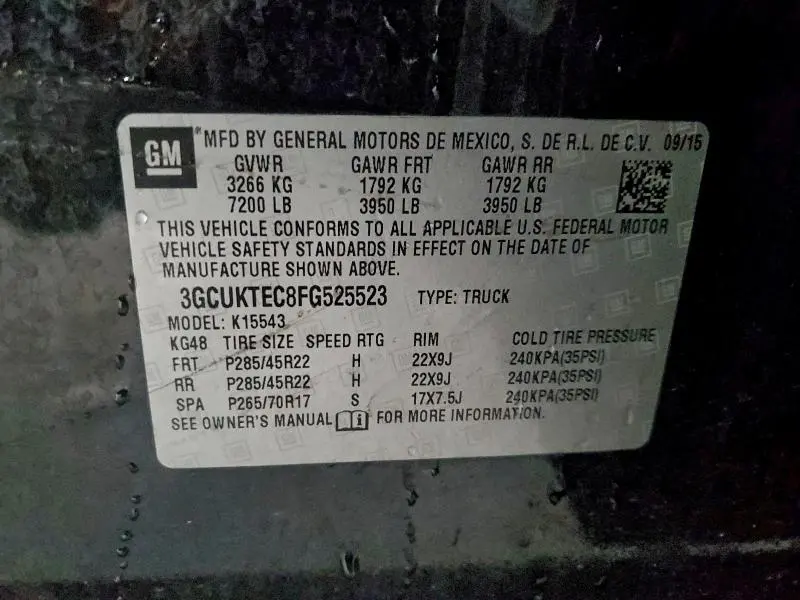 GM
*MFD BY GENERAL MOTORS DE MEXICO, S. DE R.L. DE C.V. 09/15
GVWR GAWR FRT GAWR RR
3266 KG 1792 KG 1792 KG
7200 LB 3950 LB 3950 LB
THIS VEHICLE CONFORMS TO ALL APPLICABLE U.S. FEDERAL MOTOR
VEHICLE SAFETY STANDARDS IN EFFECT ON THE DATE OF
MANUFACTURE SHOWN ABOVE.
3GCUKTEC8FG525523 TYPE: TRUCK
MODEL: K15543
KG48 TIRE SIZE SPEED RTG RIM COLD TIRE PRESSURE
FRT P285/45R22 H 22X9J 240KPA(35PSI)
RR P285/45R22 H 22X9J 240KPA(35PSI)
SPA P265/70R17 S 17X7.5J 240KPA(35PSI)
SEE OWNER'S MANUAL FOR MORE INFORMATION.